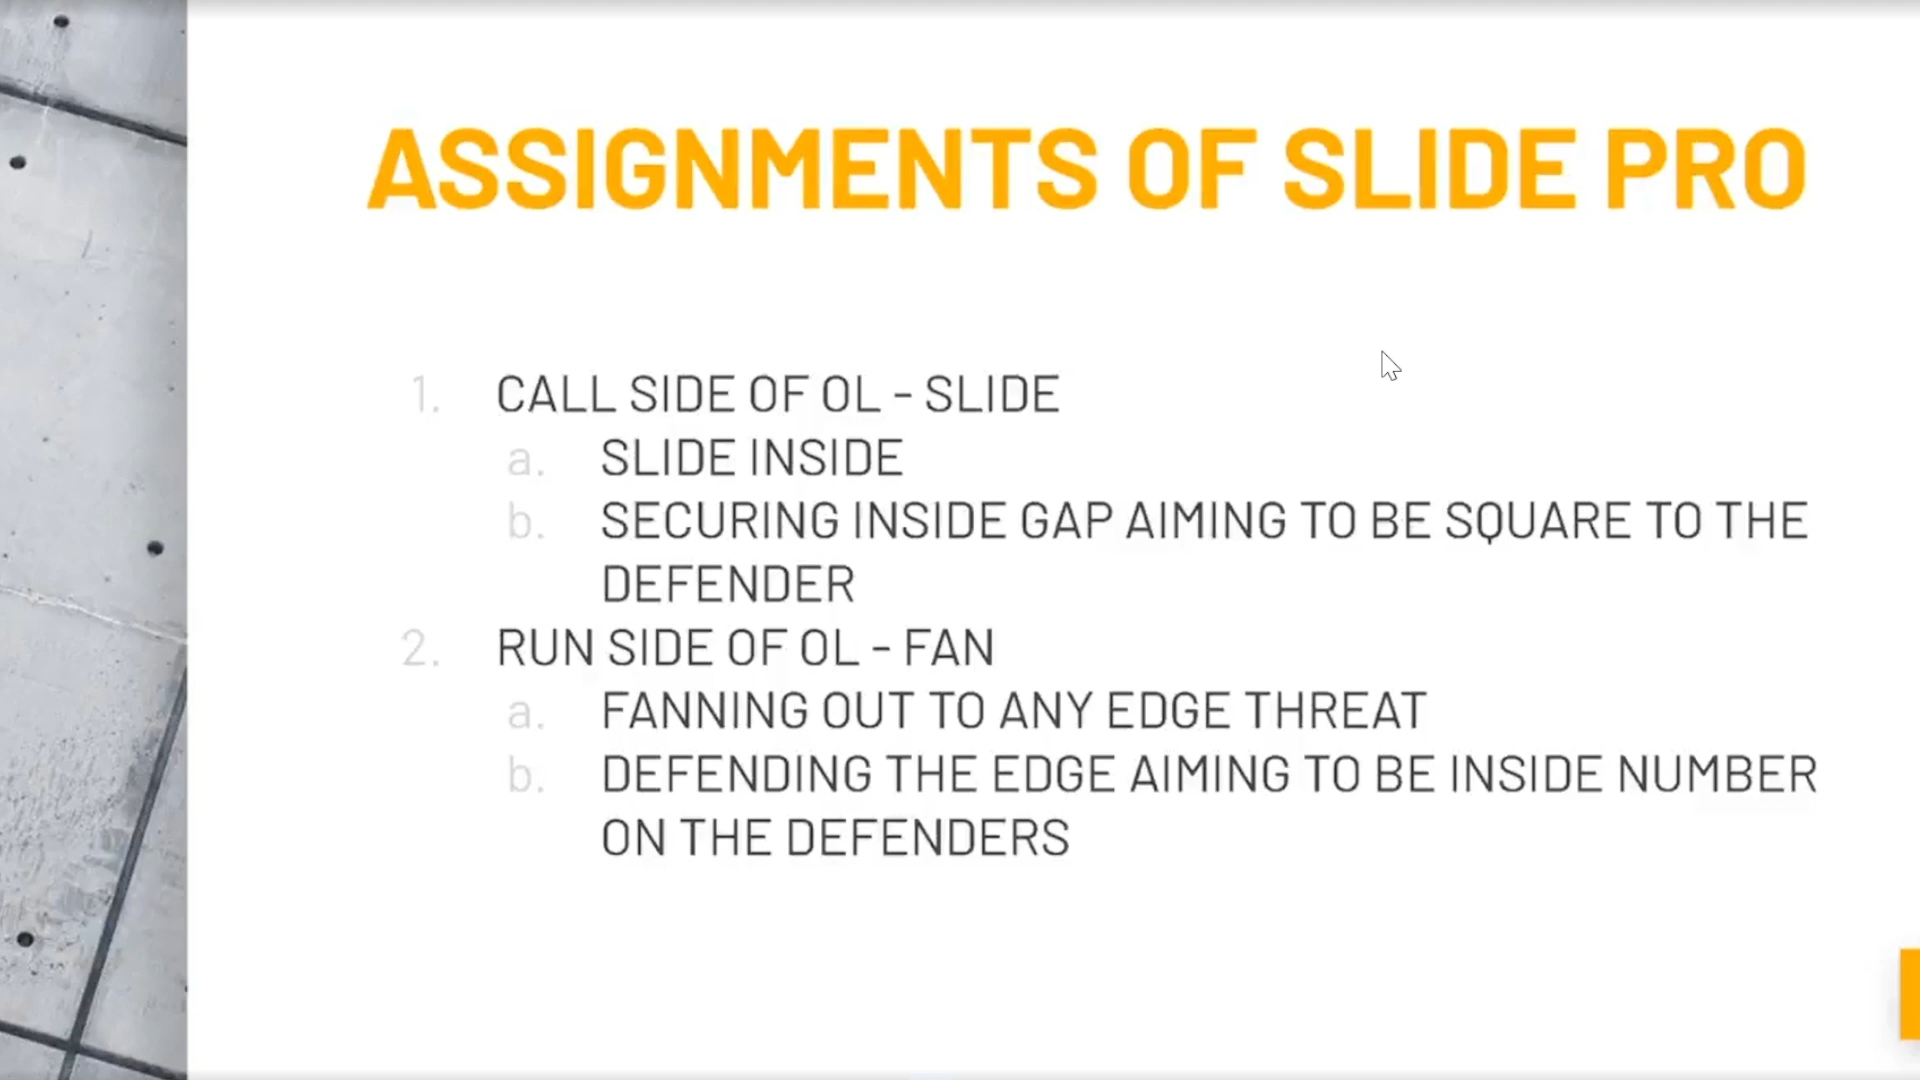 ASSIGNMENTS OF SLIDE PRO
1. CALL SIDE OF OL - SLIDE
a. SLIDE INSIDE
b. SECURING INSIDE GAP AIMING TO BE SQUARE TO THE
DEFENDER
2. RUN SIDE OF OL - FAN
a. FANNING OUT TO ANY EDGE THREAT
b. DEFENDING THE EDGE AIMING TO BE INSIDE NUMBER
ON THE DEFENDERS